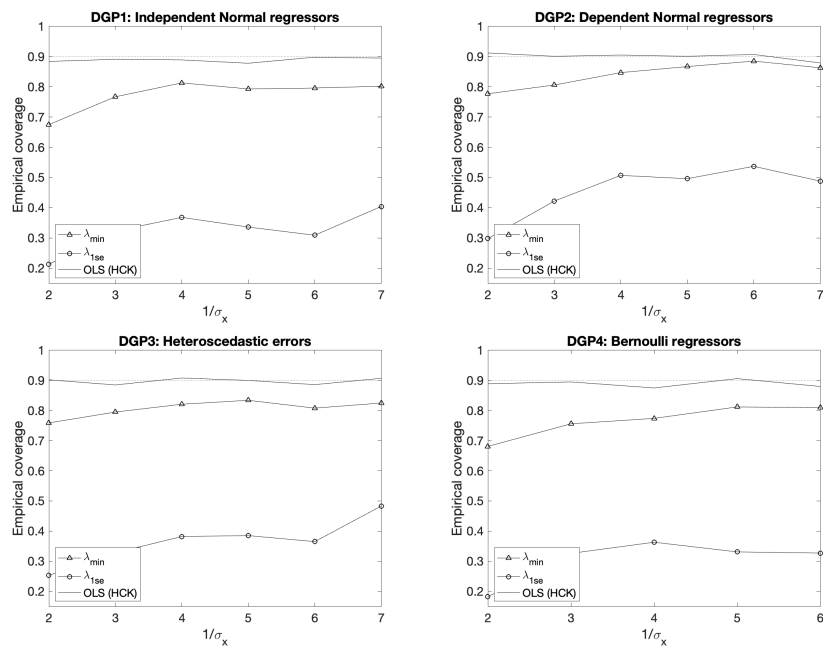 DGP1: Independent Normal regressors
1
0.9
0.8
0.7
0.6
0.5
0.4
0.3
0.2
Empirical coverage
λmin
λ1se
OLS (HCK)
2 3 4 5 6 7
1/σx
DGP2: Dependent Normal regressors
1
0.9
0.8
0.7
0.6
0.5
0.4
0.3
0.2
Empirical coverage
λmin
λ1se
OLS (HCK)
2 3 4 5 6 7
1/σx
DGP3: Heteroscedastic errors
1
0.9
0.8
0.7
0.6
0.5
0.4
0.3
0.2
Empirical coverage
λmin
λ1se
OLS (HCK)
2 3 4 5 6 7
1/σx
DGP4: Bernoulli regressors
1
0.9
0.8
0.7
0.6
0.5
0.4
0.3
0.2
Empirical coverage
λmin
λ1se
OLS (HCK)
2 3 4 5 6
1/σx